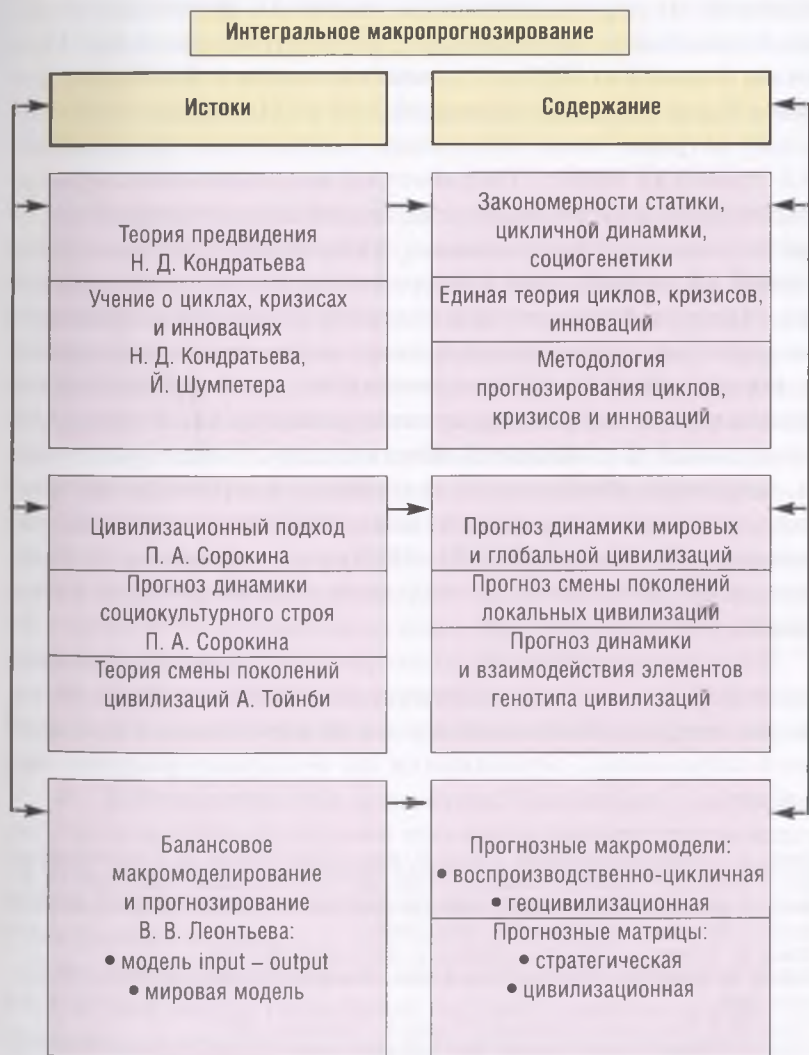 Интегральное макропрогнозирование
Истоки
Содержание
Теория предвидения
Н. Д. Кондратьева
Учение о циклах, кризисах
и инновациях
Н. Д. Кондратьева,
Й. Шумпетера
Закономерности статики,
цикличной динамики,
социогенетики
Единая теория циклов, кризисов,
инноваций
Методология
прогнозирования циклов,
кризисов и инноваций
Цивилизационный подход
П. А. Сорокина
Прогноз динамики
социокультурного строя
П. А. Сорокина
Теория смены поколений
цивилизаций А. Тойнби
Прогноз динамики мировых
и глобальной цивилизаций
Прогноз смены поколений
локальных цивилизаций
Прогноз динамики
и взаимодействия элементов
генотипа цивилизаций
Балансовое
макромоделирование
и прогнозирование
В. В. Леонтьева:
• модель input – output
• мировая модель
Прогнозные макромодели:
• воспроизводственно-цикличная
• геоцивилизационная
Прогнозные матрицы:
• стратегическая
• цивилизационная